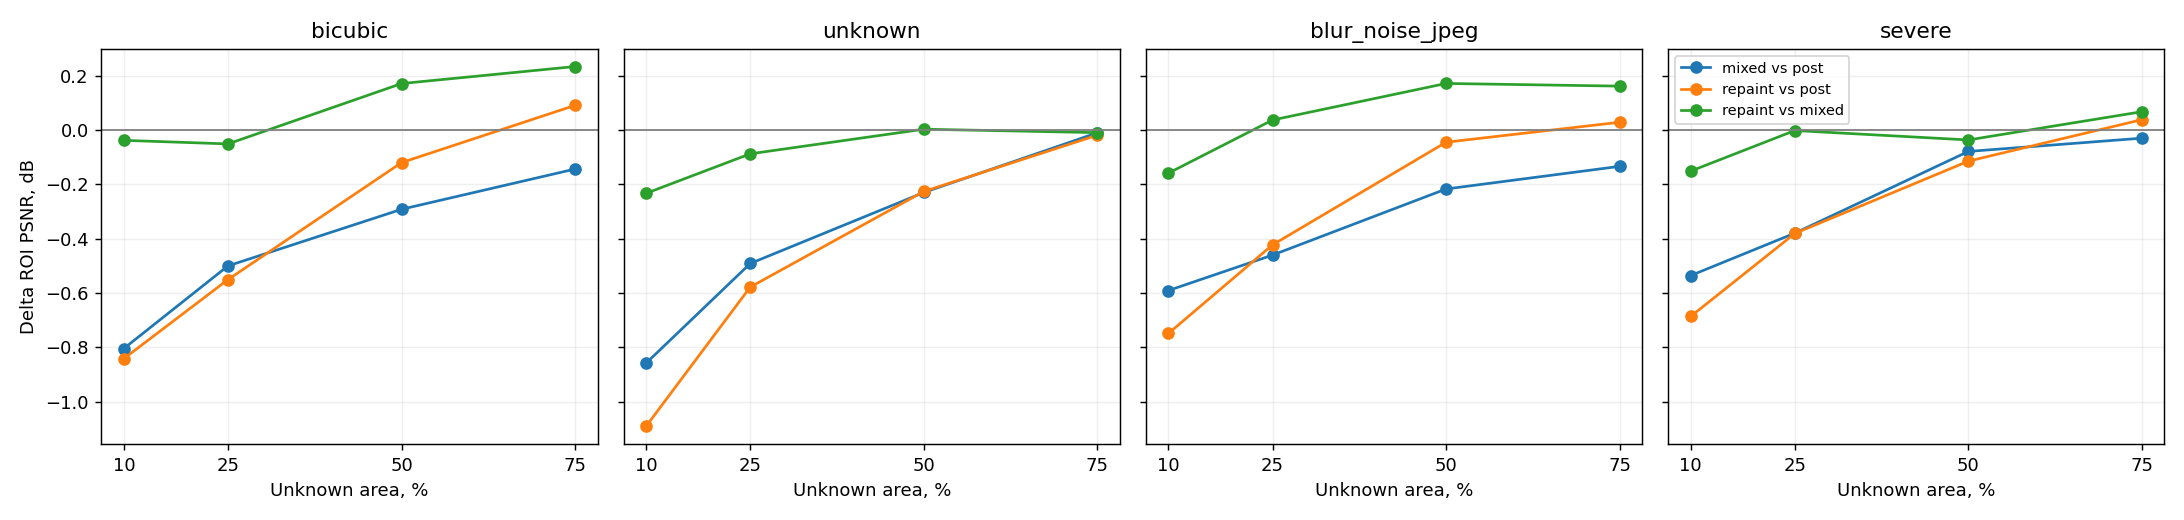 bicubic
unknown
blur_noise_jpeg
severe
Delta ROI PSNR, dB
0.2
0.0
−0.2
−0.4
−0.6
−0.8
−1.0
mixed vs post
repaint vs post
repaint vs mixed
10 25 50 75
10 25 50 75
10 25 50 75
10 25 50 75
Unknown area, %
Unknown area, %
Unknown area, %
Unknown area, %